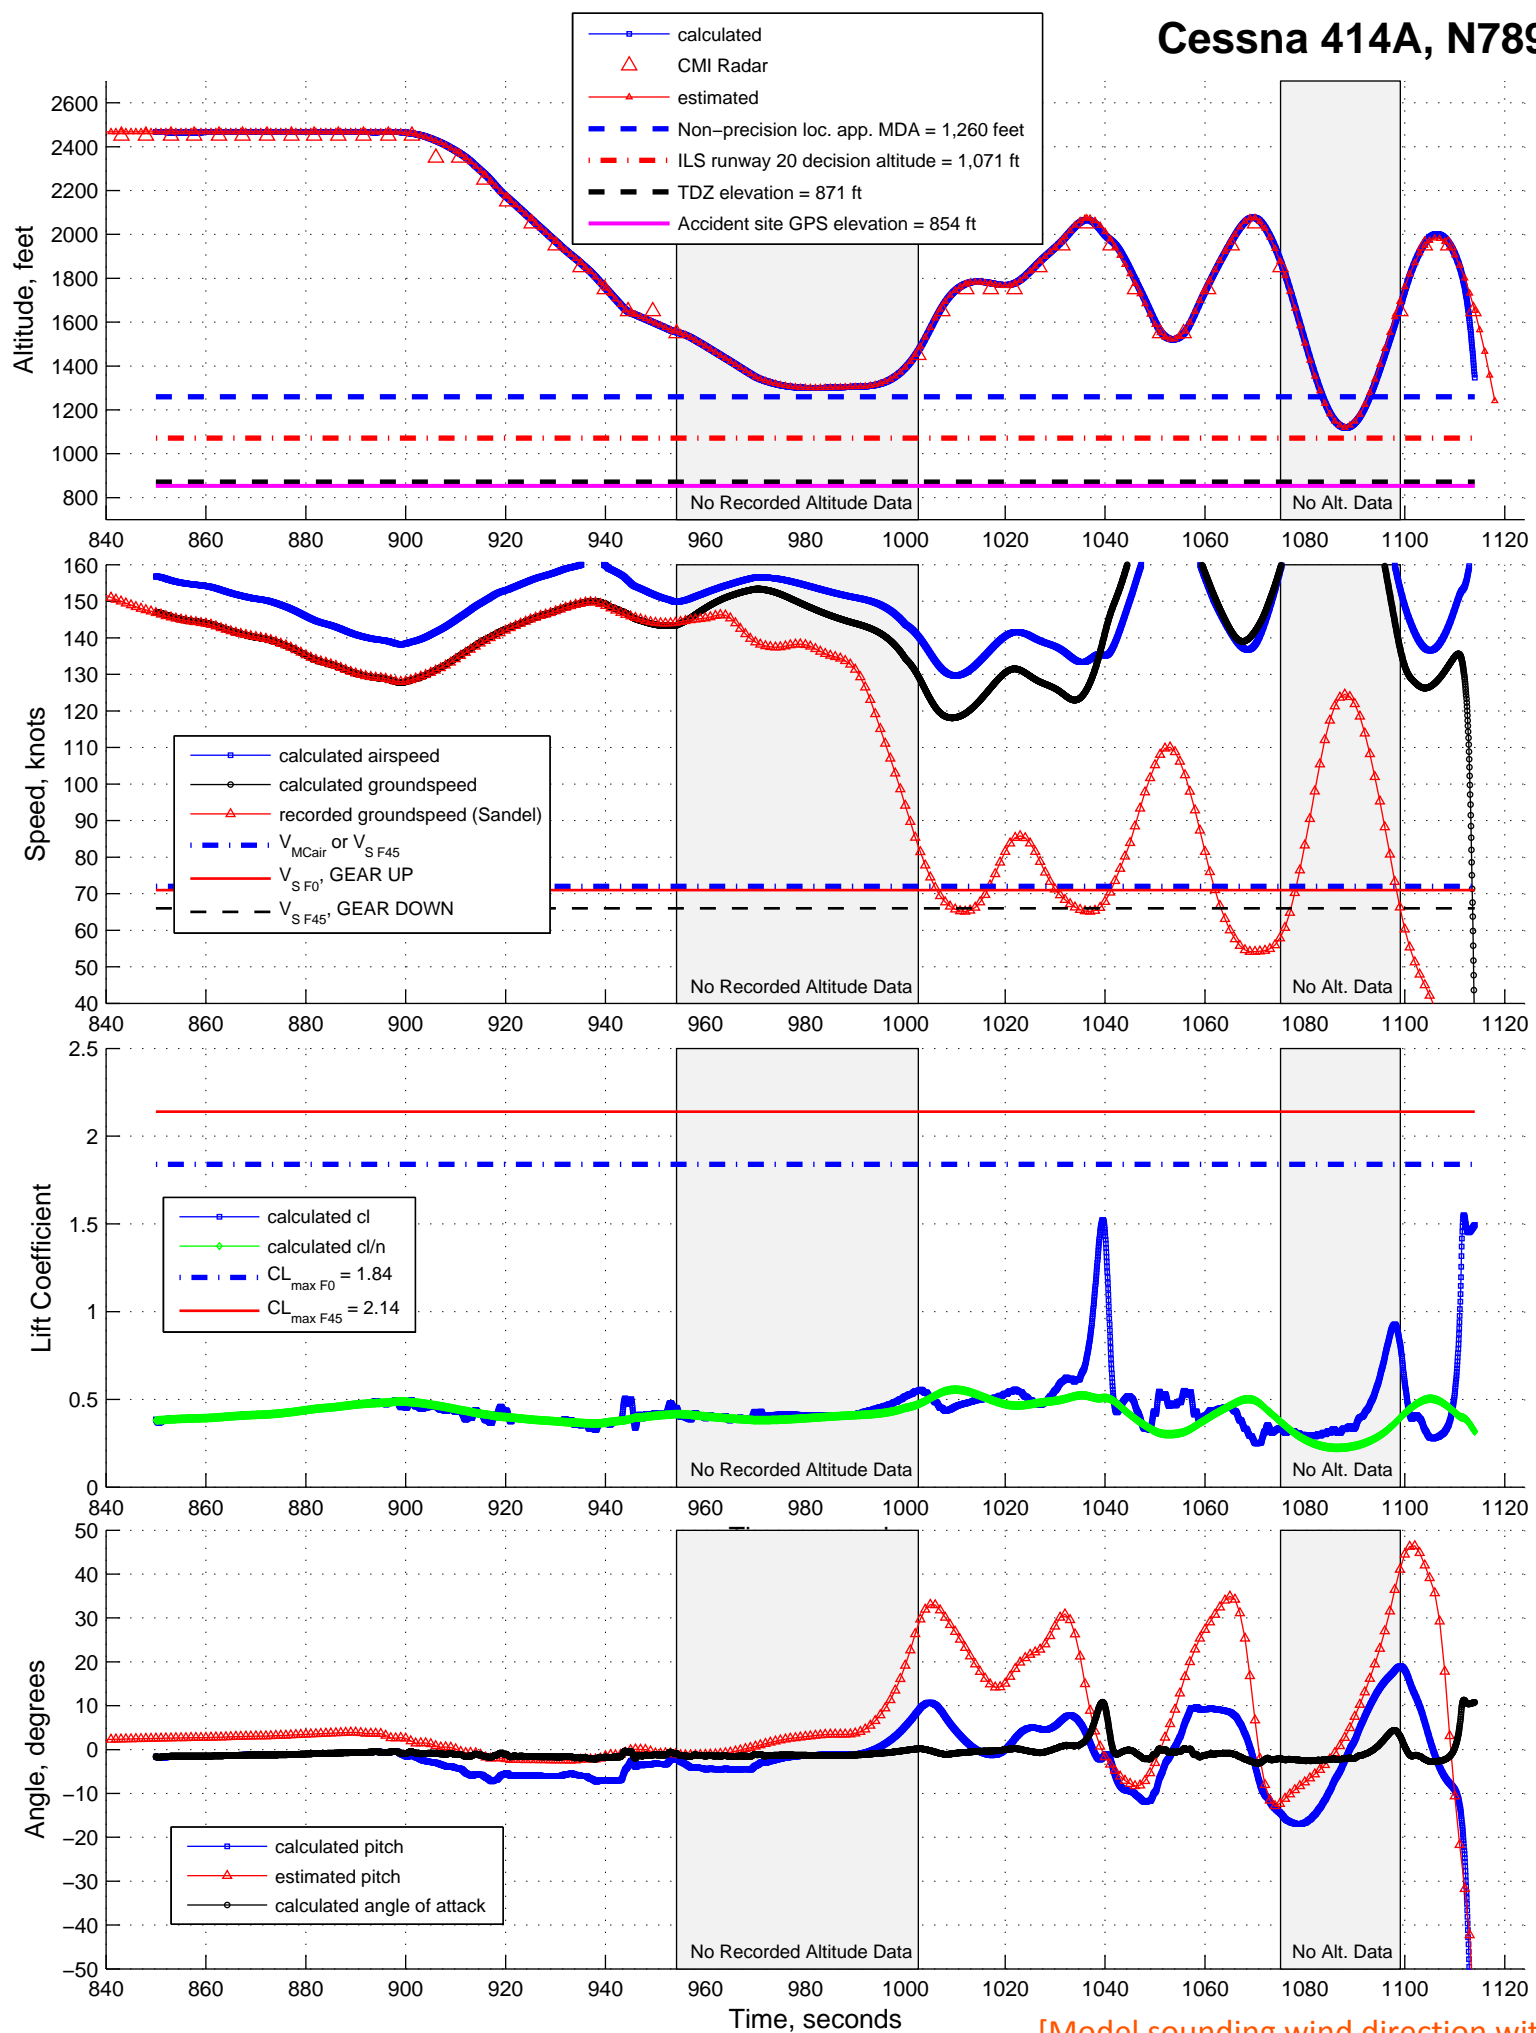 Cessna 414A, N789
calculated
CMI Radar
estimated
Non−precision loc. app. MDA = 1,260 feet
ILS runway 20 decision altitude = 1,071 ft
TDZ elevation = 871 ft
Accident site GPS elevation = 854 ft
Altitude, feet
2600
2400
2200
2000
1800
1600
1400
1200
1000
800
No Recorded Altitude Data
No Alt. Data
840 860 880 900 920 940 960 980 1000 1020 1040 1060 1080 1100 1120
Speed, knots
160
150
140
130
120
110
100
90
80
70
60
50
40
calculated airspeed
calculated groundspeed
recorded groundspeed (Sandel)
V MCair or V S F45
V S F0, GEAR UP
V S F45, GEAR DOWN
No Recorded Altitude Data
No Alt. Data
840 860 880 900 920 940 960 980 1000 1020 1040 1060 1080 1100 1120
Lift Coefficient
2.5
2
1.5
1
0.5
0
calculated cl
calculated cl/n
CL max F0 = 1.84
CL max F45 = 2.14
No Recorded Altitude Data
No Alt. Data
840 860 880 900 920 940 960 980 1000 1020 1040 1060 1080 1100 1120
Angle, degrees
50
40
30
20
10
0
−10
−20
−30
−40
−50
calculated pitch
estimated pitch
calculated angle of attack
No Recorded Altitude Data
No Alt. Data
840 860 880 900 920 940 960 980 1000 1020 1040 1060 1080 1100 1120
Time, seconds
[Model sounding wind direction wit